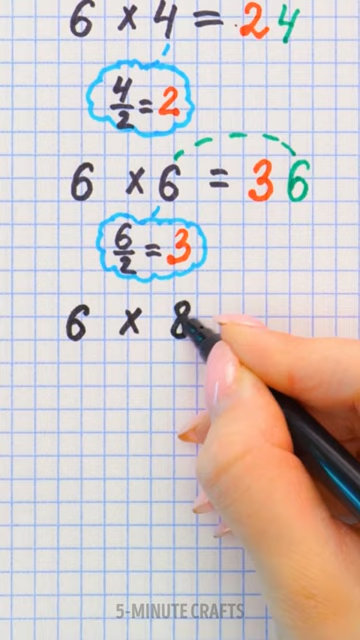 6 × 4 = 24
4/2 = 2
6 × 6 = 36
6/2 = 3
6 × 8
5-MINUTE CRAFTS